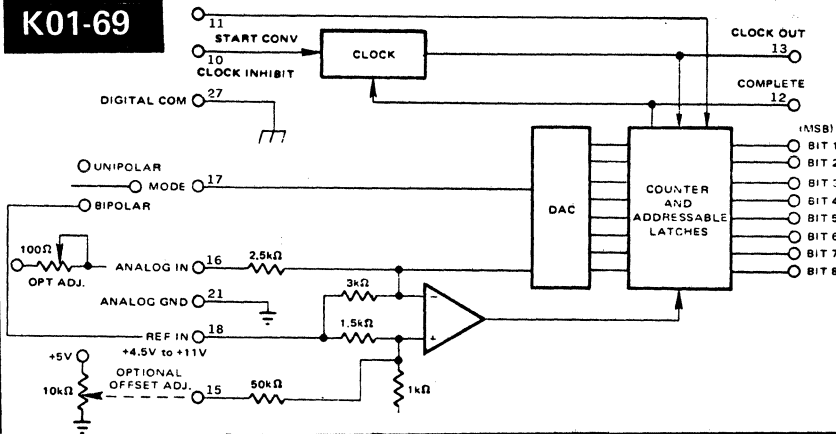 K01-69
11
START CONV
10
CLOCK INHIBIT
CLOCK
CLOCK OUT
13
COMPLETE
12
DIGITAL COM
27
(MSB)
BIT 1
BIT 2
BIT 3
BIT 4
BIT 5
BIT 6
BIT 7
BIT 8
UNIPOLAR
MODE
17
BIPOLAR
DAC
COUNTER
AND
ADDRESSABLE
LATCHES
100Ω
OPT ADJ.
ANALOG IN
16
2.5kΩ
3kΩ
ANALOG GND
21
REF IN
18
1.5kΩ
+4.5V to +11V
−
+
+5V
10kΩ
OPTIONAL
OFFSET ADJ.
15
50kΩ
1kΩ